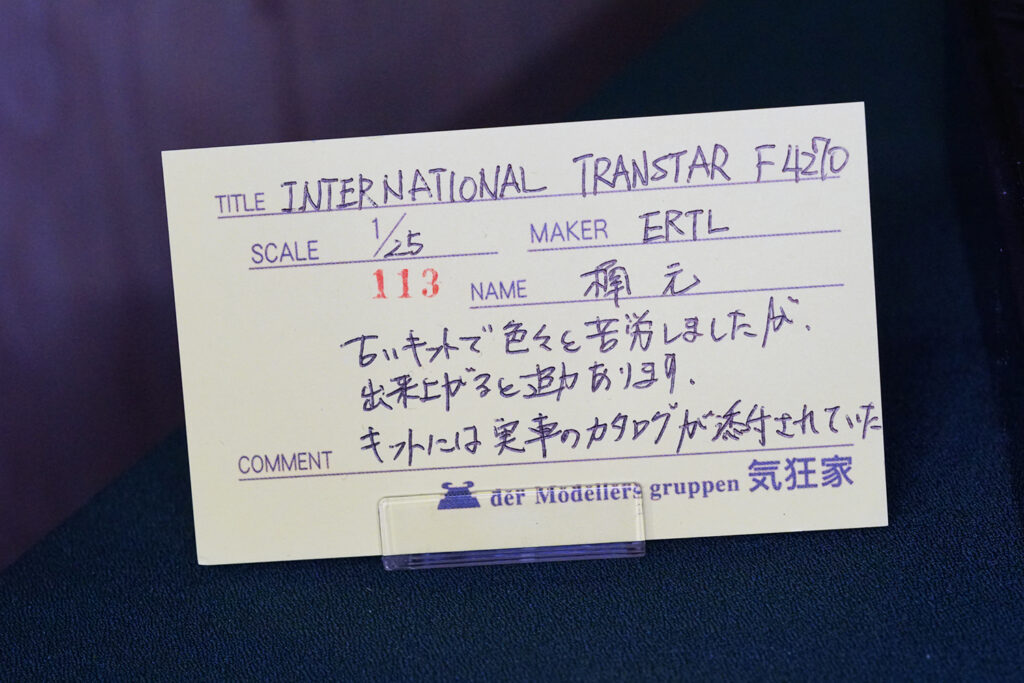 TITLE INTERNATIONAL TRANSTAR F4270
SCALE 1/25 MAKER ERTL
113 NAME 元
古いキットで色々と苦労しましたが、
出来上がると迫力あります.
キットには実車のカタログが添付されていた
COMMENT
der Modellers gruppen 気狂家